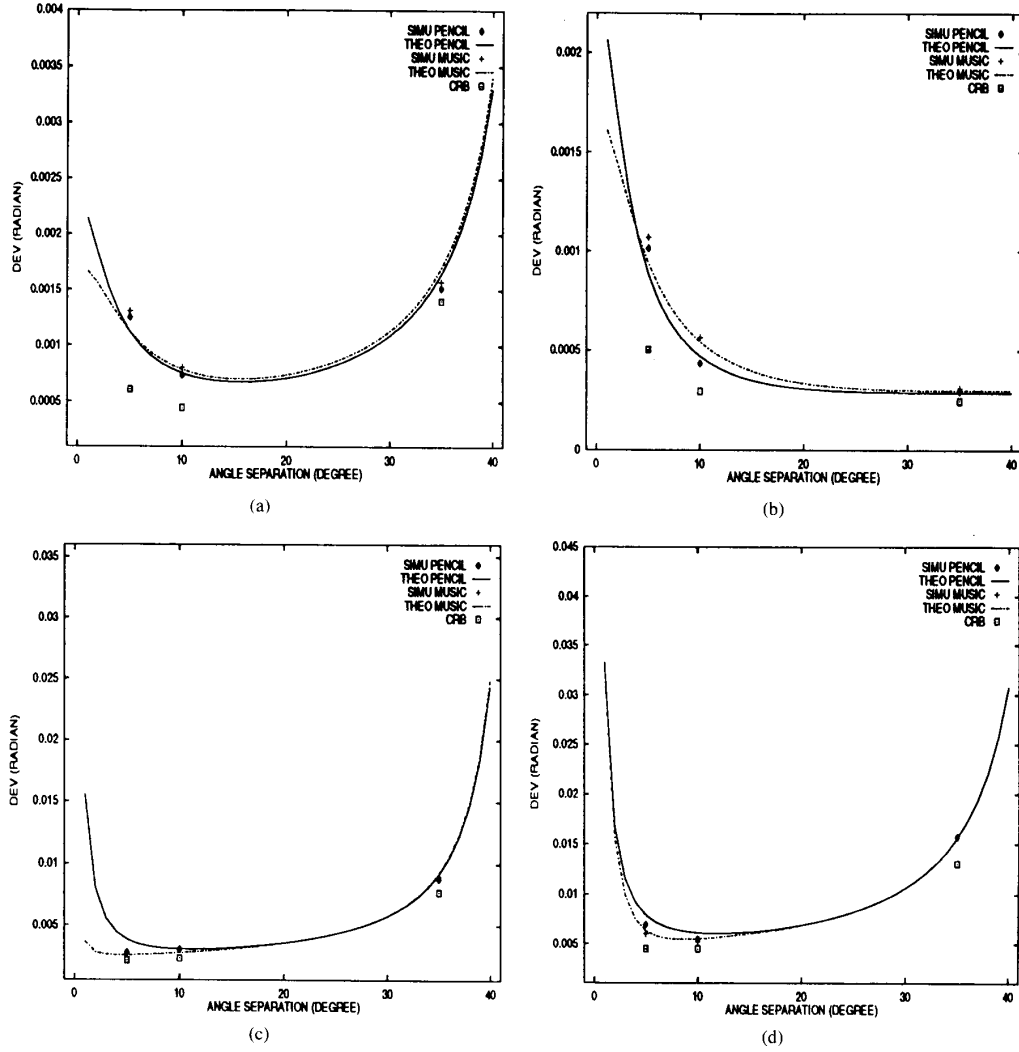 0.004
0.0035
0.003
0.0025
0.002
0.0015
0.001
0.0005
DEV (RADIAN)
SIMU PENCIL
THEO PENCIL
SIMU MUSIC
THEO MUSIC
CRB
0 10 20 30 40
ANGLE SEPARATION (DEGREE)
(a)
0.002
0.0015
0.001
0.0005
0
DEV (RADIAN)
SIMU PENCIL
THEO PENCIL
SIMU MUSIC
THEO MUSIC
CRB
0 10 20 30 40
ANGLE SEPARATION (DEGREE)
(b)
0.035
0.03
0.025
0.02
0.015
0.01
0.005
DEV (RADIAN)
SIMU PENCIL
THEO PENCIL
SIMU MUSIC
THEO MUSIC
CRB
0 10 20 30 40
ANGLE SEPARATION (DEGREE)
(c)
0.045
0.04
0.035
0.03
0.025
0.02
0.015
0.01
0.005
DEV (RADIAN)
SIMU PENCIL
THEO PENCIL
SIMU MUSIC
THEO MUSIC
CRB
0 10 20 30 40
ANGLE SEPARATION (DEGREE)
(d)